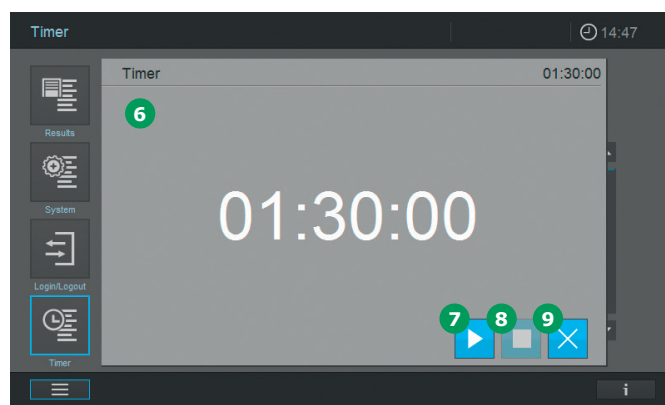 Timer
14:47
Timer 01:30:00
6
Results
System
01:30:00
Login/Logout
7 8 9
Timer
i